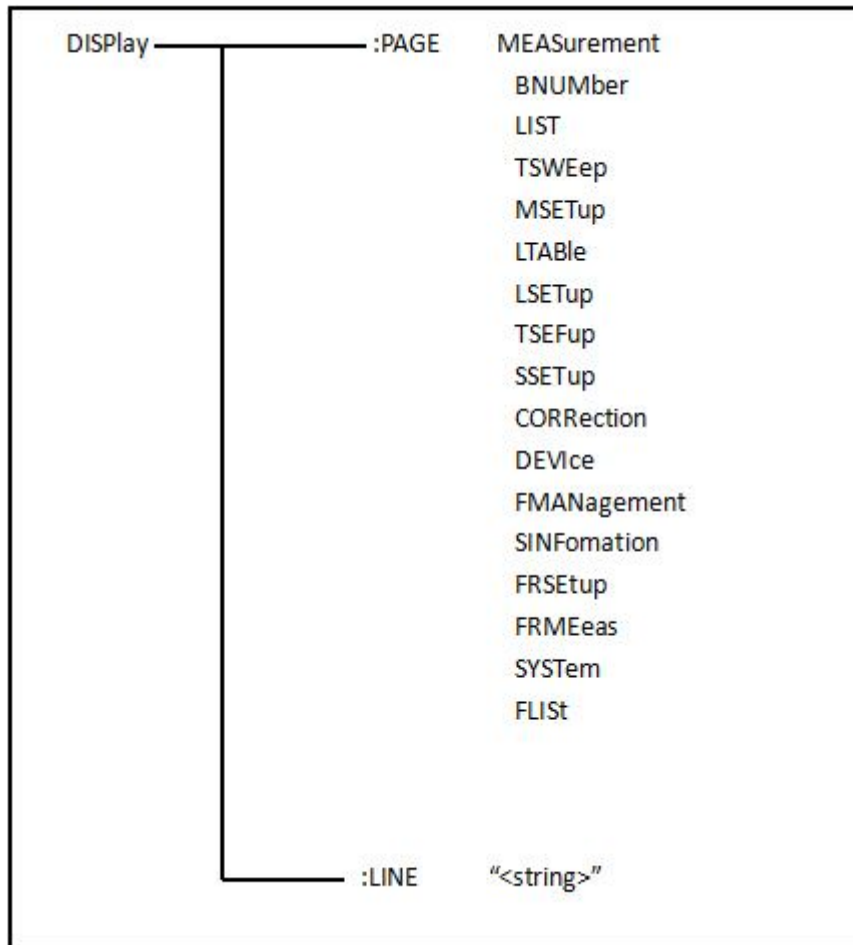 DISPlay :PAGE MEASurement
BNUMber
LIST
TSWEep
MSETup
LTABle
LSETup
TSEFup
SSETup
CORRection
DEVIce
FMANagement
SINFomation
FRSEtup
FRMEeas
SYSTem
FLISt
:LINE “<string>”